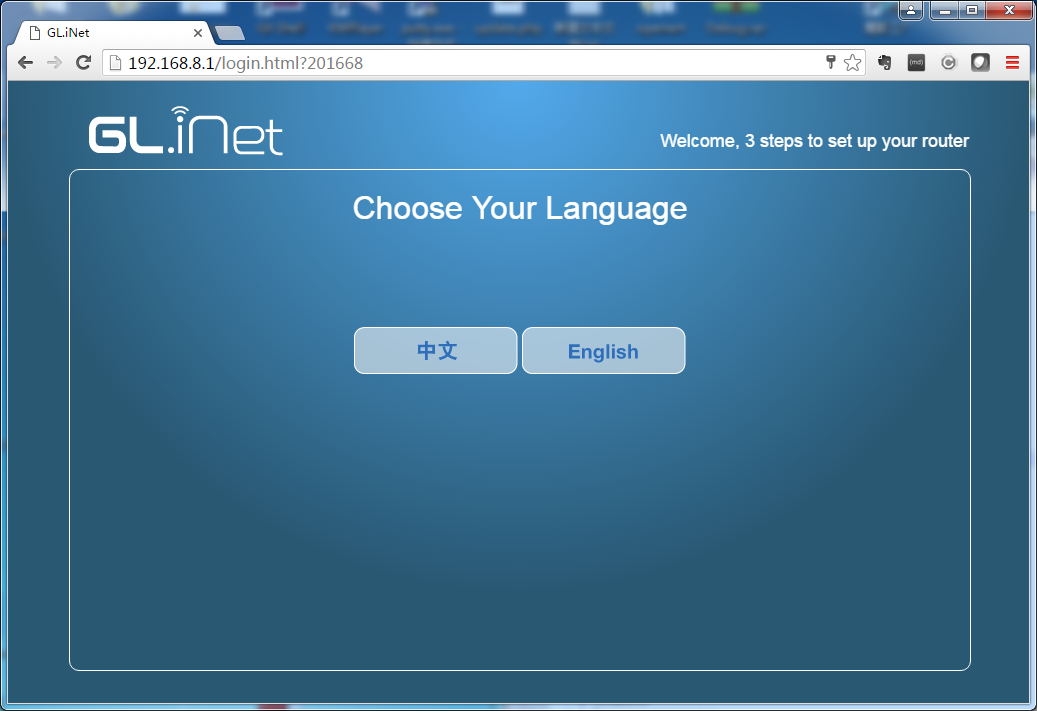 GL.iNet
192.168.8.1/login.html?201668
GL.iNet
Welcome, 3 steps to set up your router
Choose Your Language
中文
English